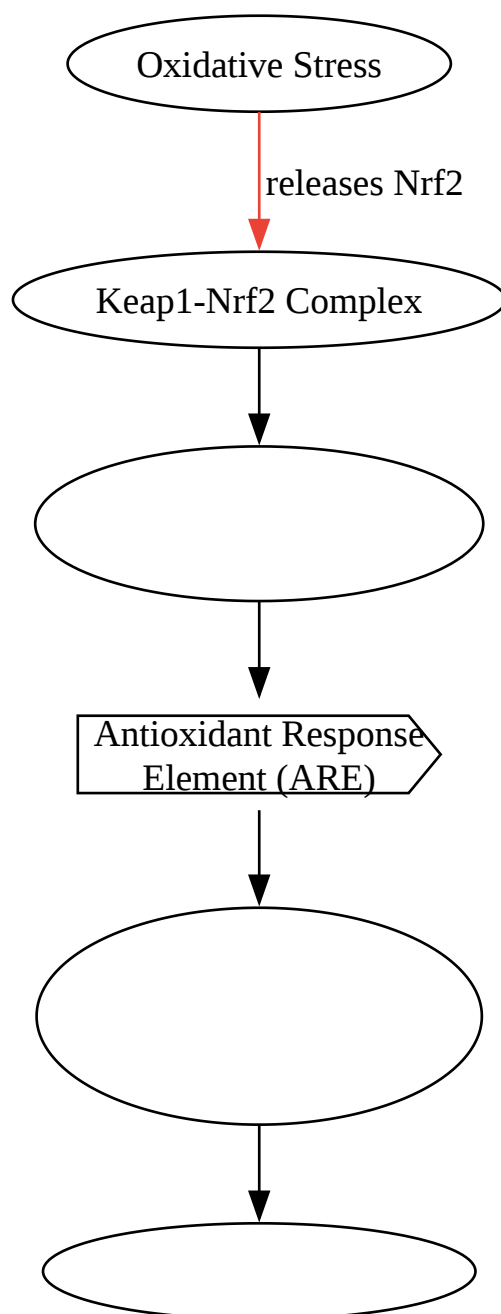 Oxidative Stress
releases Nrf2
Keap1-Nrf2 Complex
Antioxidant Response
Element (ARE)